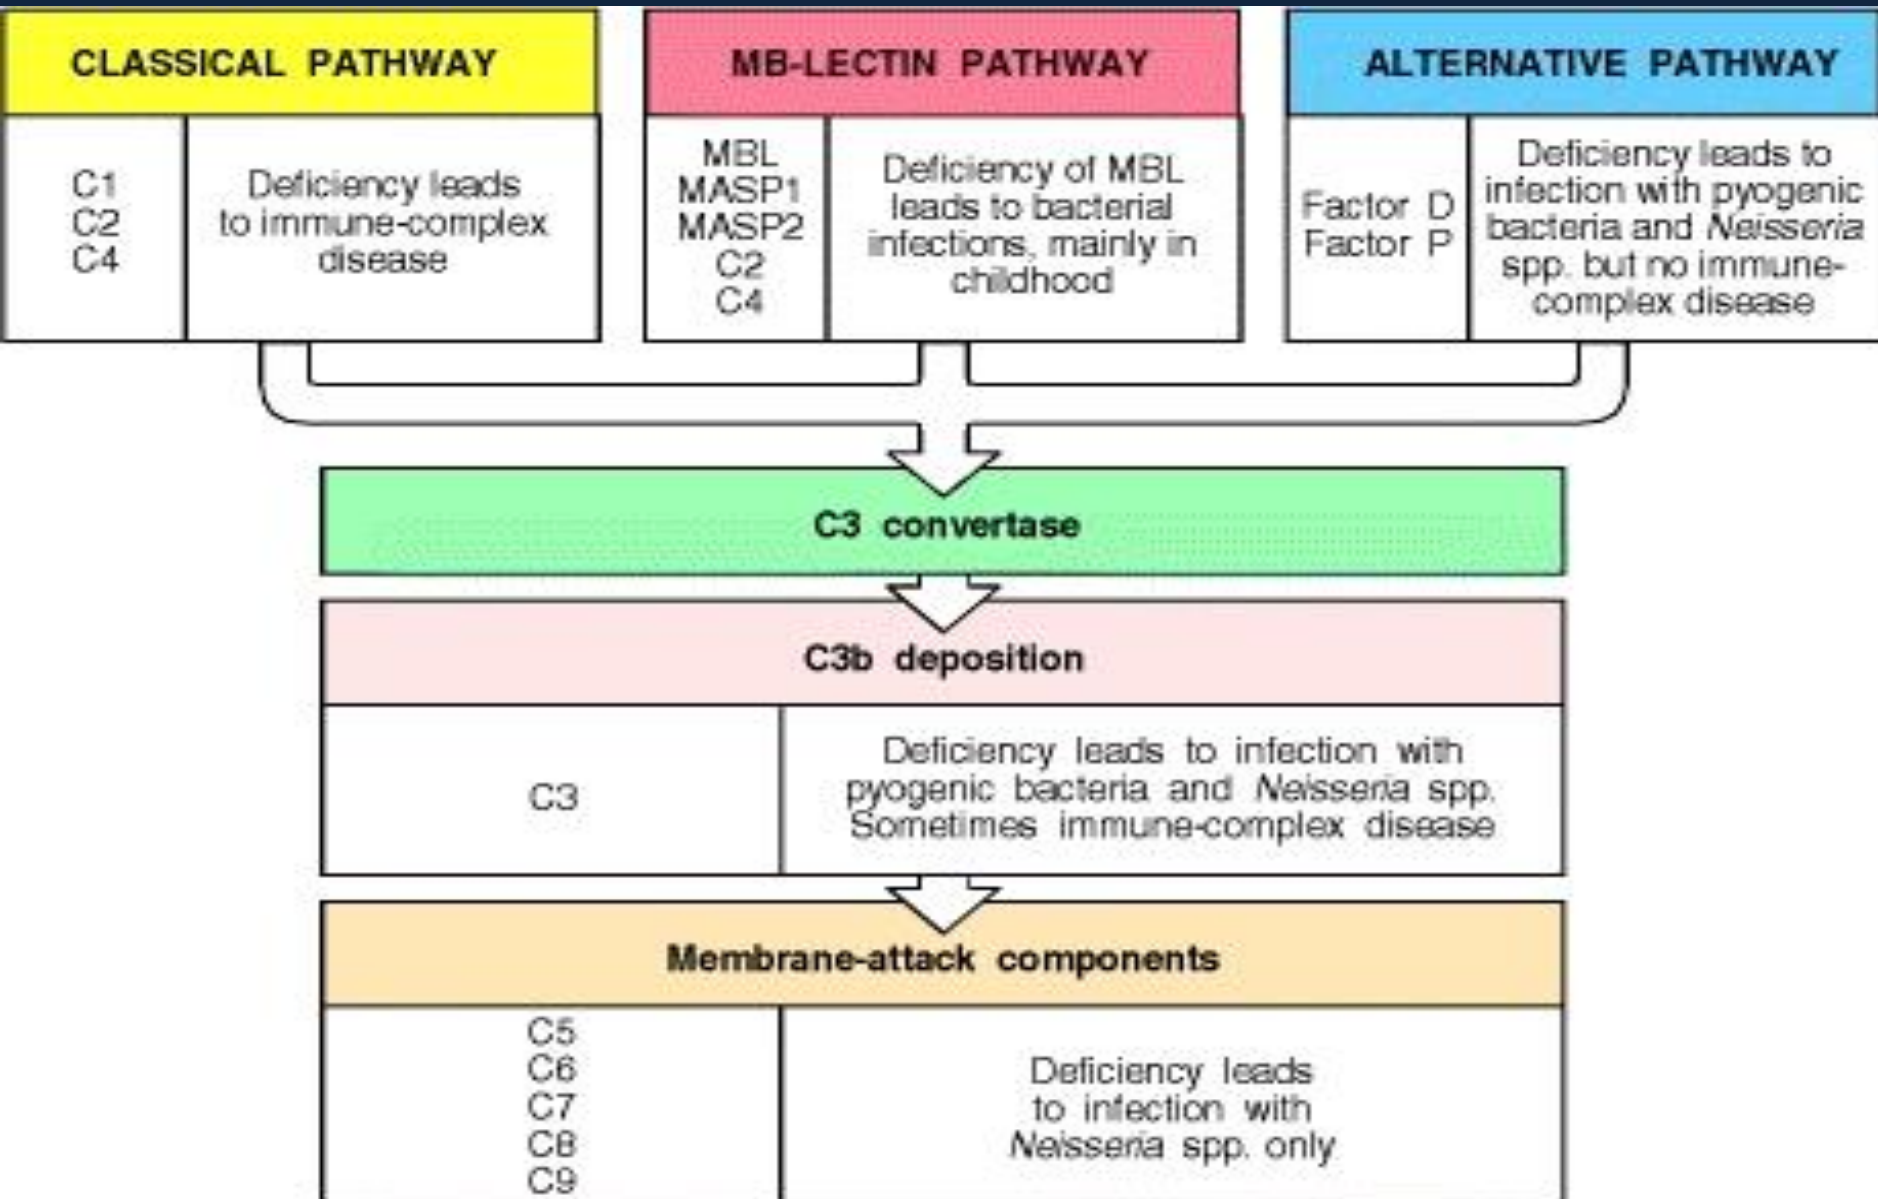 CLASSICAL PATHWAY
C1
C2
C4
Deficiency leads
to immune-complex
disease
MB-LECTIN PATHWAY
MBL
MASP1
MASP2
C2
C4
Deficiency of MBL
leads to bacterial
infections, mainly in
childhood
ALTERNATIVE PATHWAY
Factor D
Factor P
Deficiency leads to
infection with pyogenic
bacteria and Neisseria
spp. but no immune-
complex disease
C3 convertase
C3b deposition
C3
Deficiency leads to infection with
pyogenic bacteria and Neisseria spp.
Sometimes immune-complex disease
Membrane-attack components
C5
C6
C7
C8
C9
Deficiency leads
to infection with
Neisseria spp. only